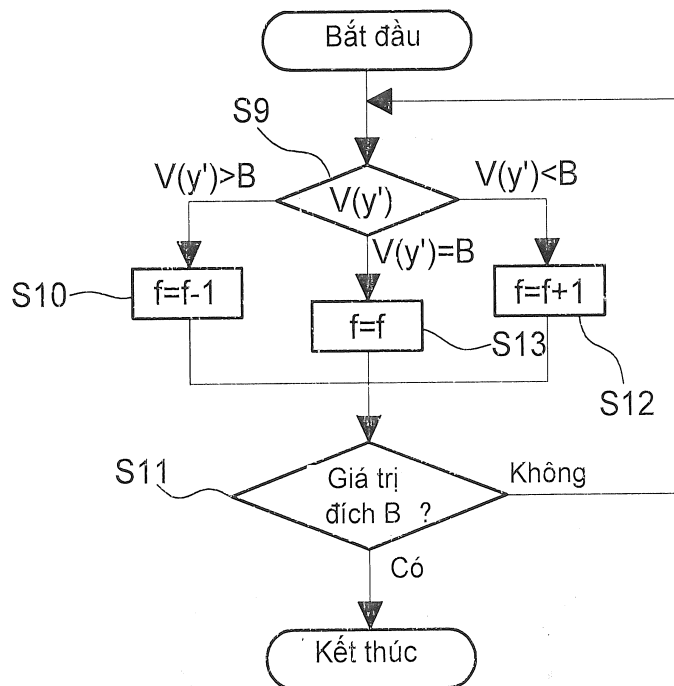 Bắt đầu
S9
V(y')>B
V(y')<B
V(y')
V(y')=B
S10
f=f-1
f=f+1
f=f
S13
S12
S11
Giá trị
đích B ?
Không
Có
Kết thúc